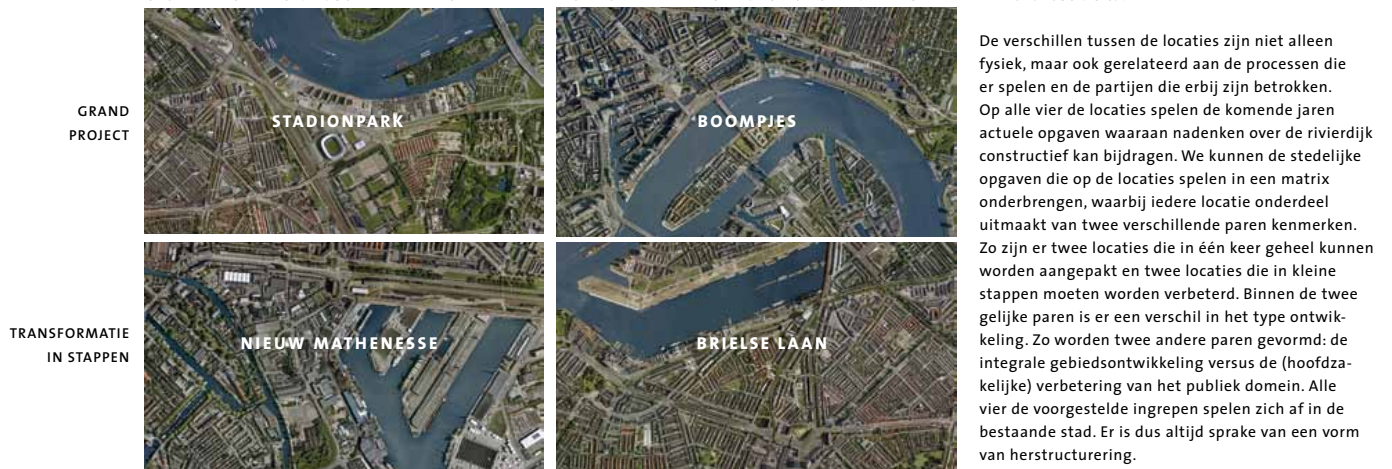 GRAND
PROJECT
STADIONPARK
BOOMPJES
TRANSFORMATIE
IN STAPPEN
NIEUW MATHENESSE
BRIELSE LAAN
De verschillen tussen de locaties zijn niet alleen
fysiek, maar ook gerelateerd aan de processen die
er spelen en de partijen die erbij zijn betrokken.
Op alle vier de locaties spelen de komende jaren
actuele opgaven waaraan nadenken over de rivierdijk
constructief kan bijdragen. We kunnen de stedelijke
opgaven die op de locaties spelen in een matrix
onderbrengen, waarbij iedere locatie onderdeel
uitmaakt van twee verschillende paren kenmerken.
Zo zijn er twee locaties die in één keer geheel kunnen
worden aangepakt en twee locaties die in kleine
stappen moeten worden verbeterd. Binnen de twee
gelijke paren is er een verschil in het type ontwik-
keling. Zo worden twee andere paren gevormd: de
integrale gebiedsontwikkeling versus de (hoofdza-
kelijke) verbetering van het publiek domein. Alle
vier de voorgestelde ingrepen spelen zich af in de
bestaande stad. Er is dus altijd sprake van een vorm
van herstructurering.